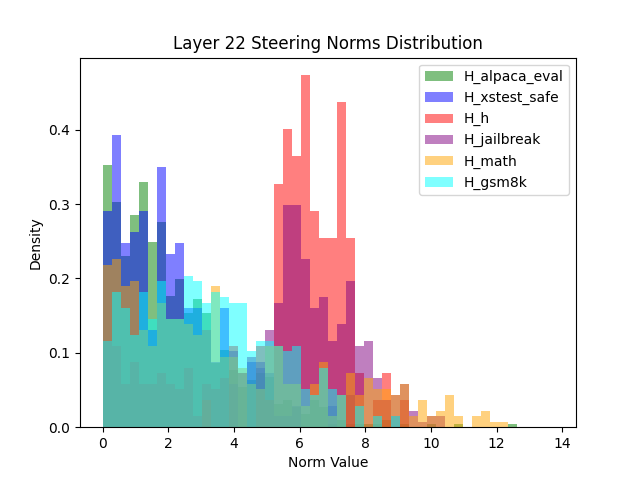 Layer 22 Steering Norms Distribution
H_alpaca_eval
H_xstest_safe
H_h
H_jailbreak
H_math
H_gsm8k
Density
0.4
0.3
0.2
0.1
0.0
0 2 4 6 8 10 12 14
Norm Value